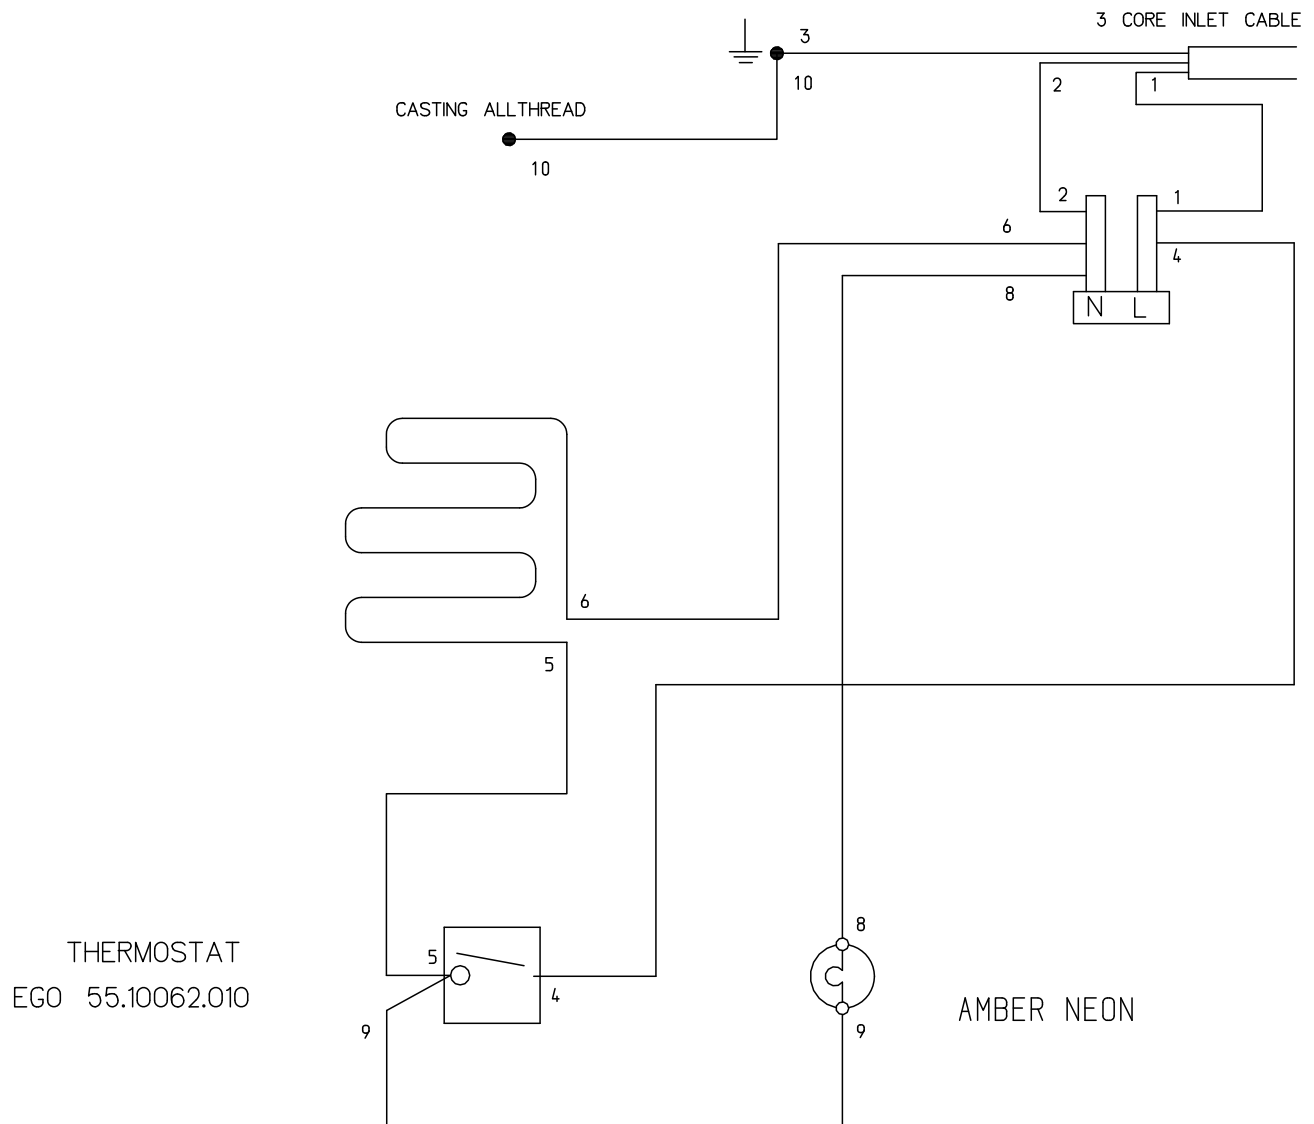 3 CORE INLET CABLE
3
10
2
1
CASTING ALLTHREAD
10
2
1
6
4
8
N L
6
5
8
THERMOSTAT
5
EGO 55.10062.010
4
AMBER NEON
9
9